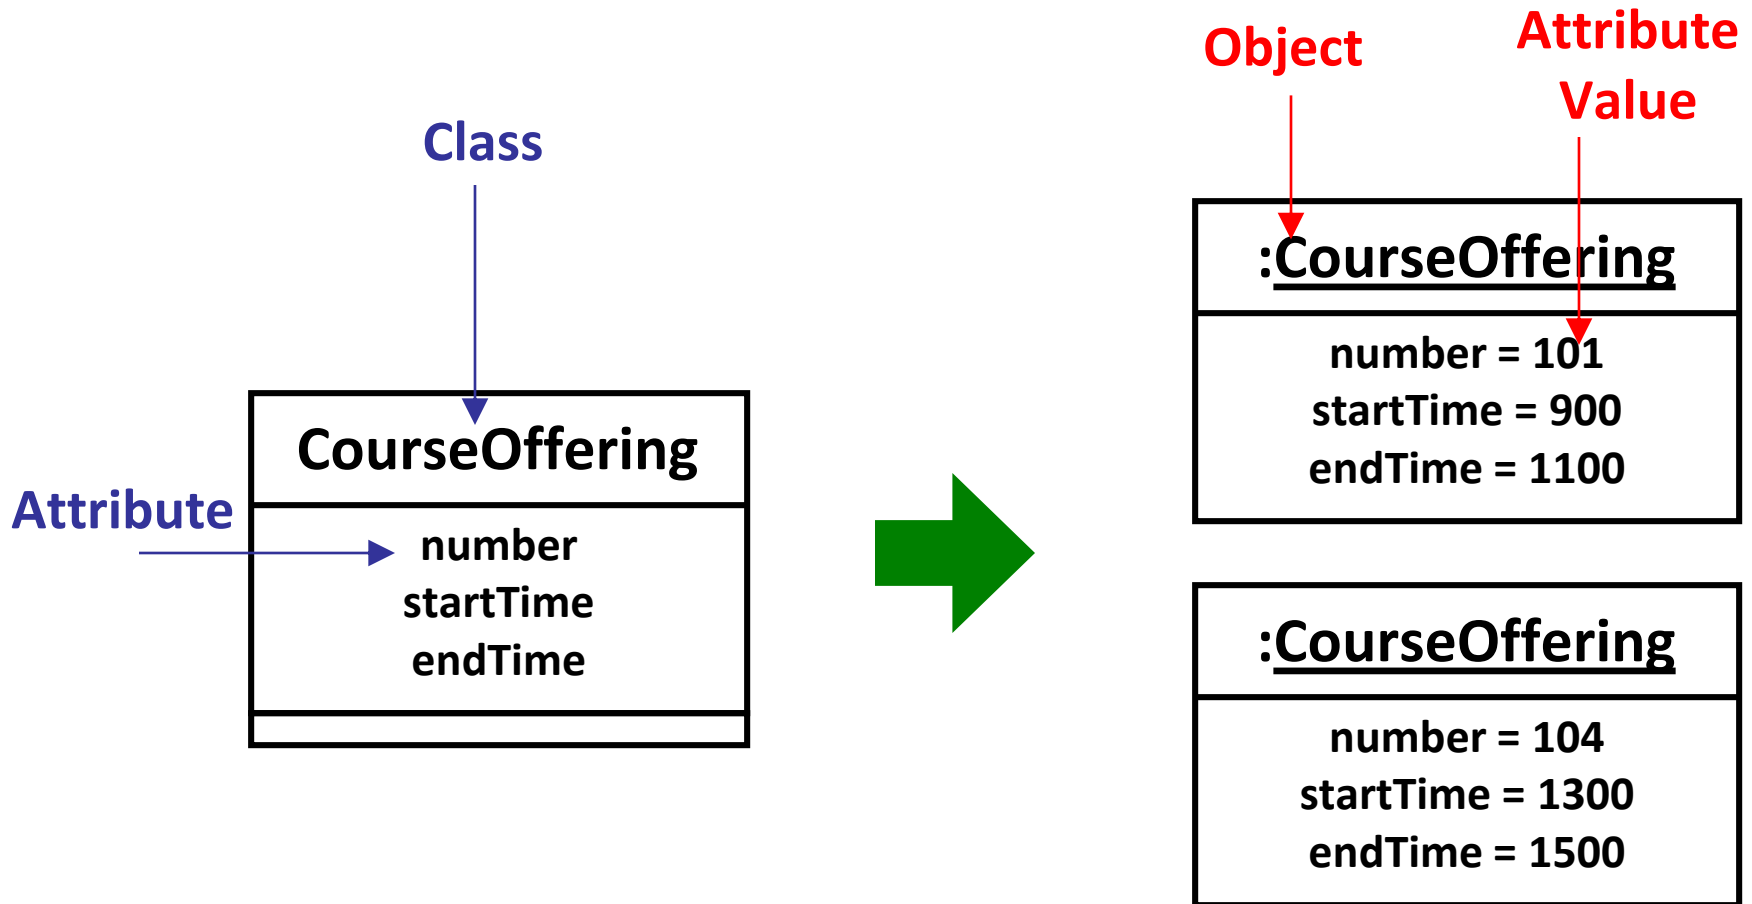 Class
Attribute
CourseOffering
number
startTime
endTime
Object
Attribute
Value
:CourseOffering
number = 101
startTime = 900
endTime = 1100
:CourseOffering
number = 104
startTime = 1300
endTime = 1500